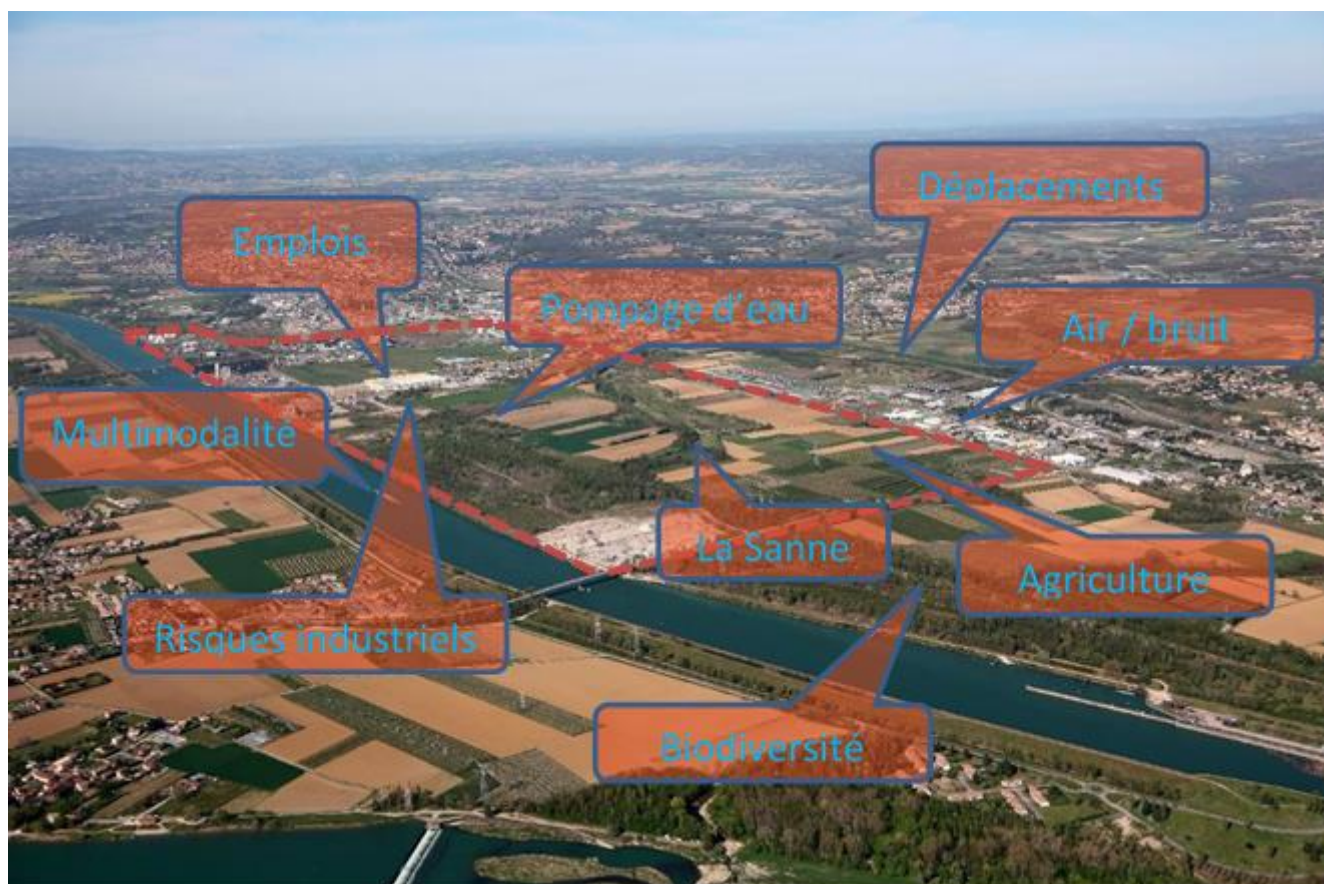 Déplacements
Emplois
Pompage d'eau
Air / bruit
Multimodalité
La Sanne
Agriculture
Risques industriels
Biodiversité